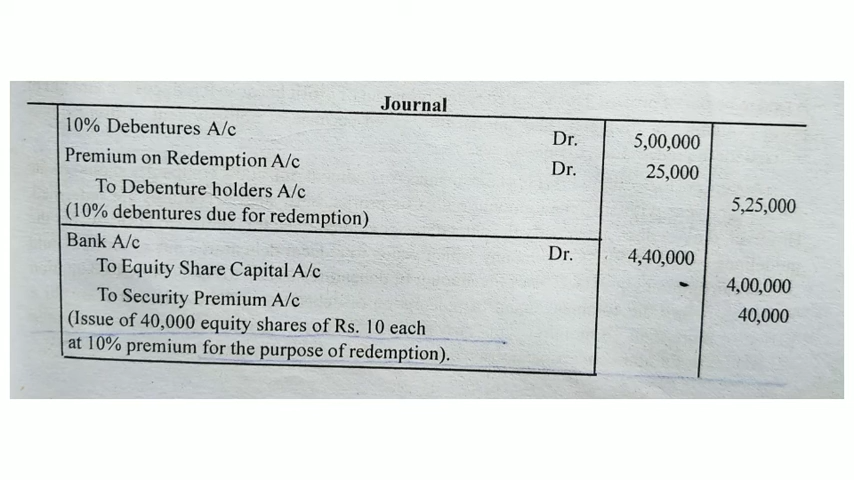 Journal
10% Debentures A/c Dr. 5,00,000
Premium on Redemption A/c Dr. 25,000
To Debenture holders A/c 5,25,000
(10% debentures due for redemption)
Bank A/c Dr. 4,40,000
To Equity Share Capital A/c 4,00,000
To Security Premium A/c 40,000
(Issue of 40,000 equity shares of Rs. 10 each
at 10% premium for the purpose of redemption).